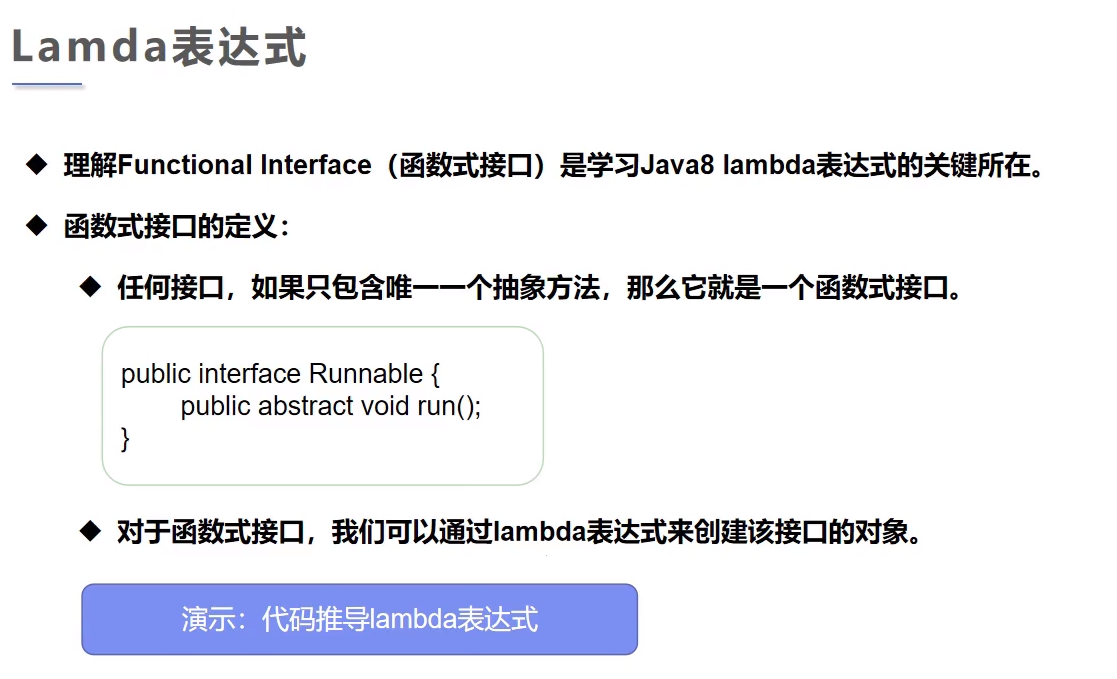 Lamda表达式
理解Functional Interface（函数式接口）是学习Java8 lambda表达式的关键所在。
函数式接口的定义：
任何接口，如果只包含唯一一个抽象方法，那么它就是一个函数式接口。
public interface Runnable {
public abstract void run();
}
对于函数式接口，我们可以通过lambda表达式来创建该接口的对象。
演示：代码推导lambda表达式